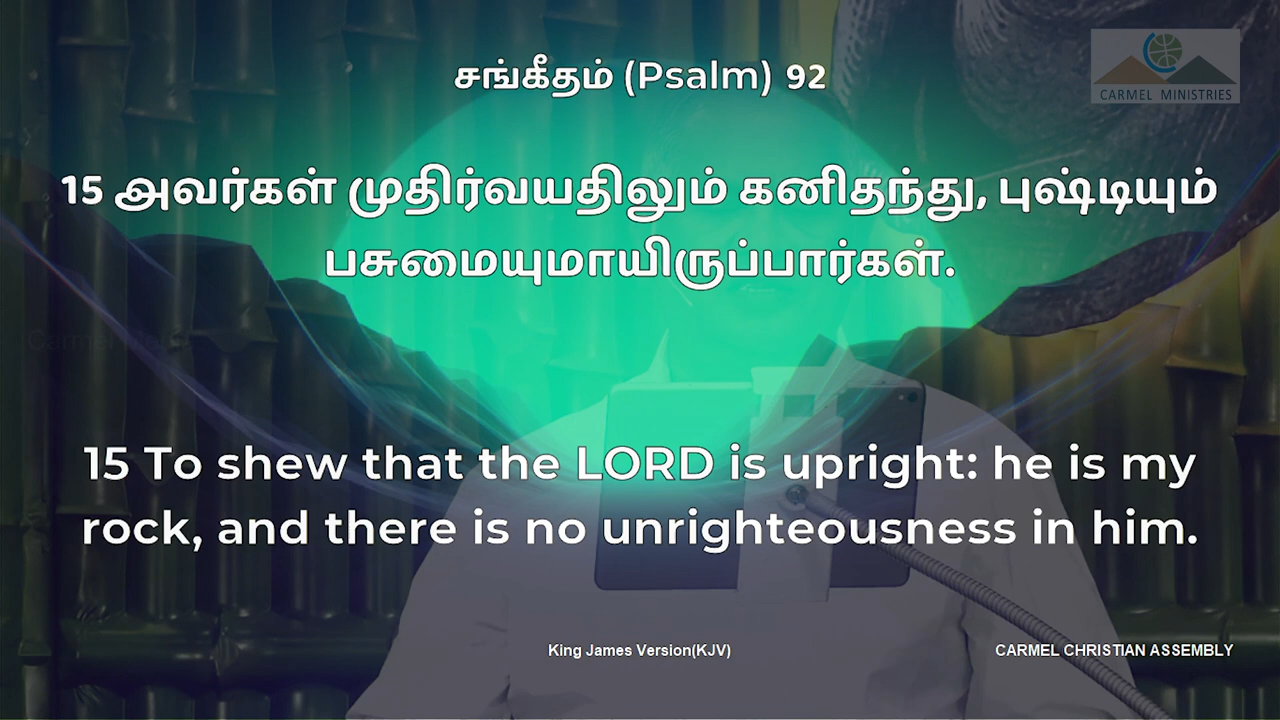 சங்கீதம் (Psalm) 92
CARMEL MINISTRIES
15 அவர்கள் முதிர்வயதிலும் கனிதந்து, புஷ்டியும்
பசுமையுமாயிருப்பார்கள்.
15 To shew that the LORD is upright: he is my
rock, and there is no unrighteousness in him.
King James Version(KJV)
CARMEL CHRISTIAN ASSEMBLY